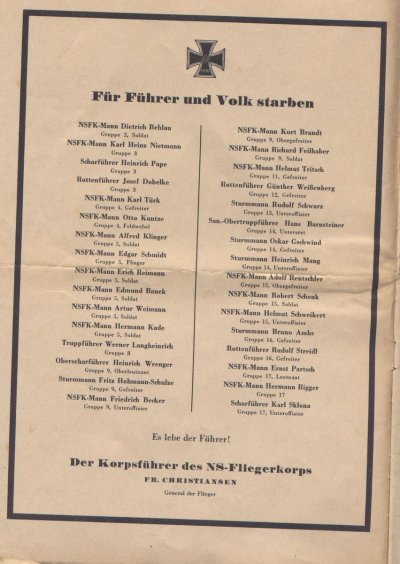 Für Führer und Volk starben
NSFK-Mann Dietrich Behlau
Gruppe 2, Soldat
NSFK-Mann Karl Heinz Nietmann
Gruppe 3
Scharführer Heinrich Pape
Gruppe 3
Rottenführer Josef Dobelke
Gruppe 3
NSFK-Mann Karl Türk
Gruppe 4, Gefreiter
NSFK-Mann Otto Kuntze
Gruppe 4, Feldwebel
NSFK-Mann Alfred Klinger
Gruppe 5, Soldat
NSFK-Mann Edgar Schmidt
Gruppe 5, Flieger
NSFK-Mann Erich Reimann
Gruppe 5, Soldat
NSFK-Mann Edmund Banek
Gruppe 5, Soldat
NSFK-Mann Artur Weimann
Gruppe 5, Soldat
NSFK-Mann Hermann Kude
Gruppe 5, Soldat
Truppführer Werner Langheinrich
Gruppe 8
Oberscharführer Heinrich Wrenger
Gruppe 9, Oberleutnant
Sturmmann Fritz Hohmann-Schulze
Gruppe 9, Gefreiter
NSFK-Mann Friedrich Becker
Gruppe 9, Unteroffizier
NSFK-Mann Kurt Brandt
Gruppe 9, Obergefreiter
NSFK-Mann Richard Feilhaber
Gruppe 9, Soldat
NSFK-Mann Helmut Tritsch
Gruppe 11, Gefreiter
Rottenführer Günther Weißenberg
Gruppe 12, Gefreiter
Sturmmann Rudolf Schwarz
Gruppe 13, Unteroffizier
San.-Obertruppführer Hans Barnsteiner
Gruppe 14, Unterarzt
Sturmmann Oskar Gschwind
Gruppe 14, Gefreiter
Sturmmann Heinrich Mang
Gruppe 14, Unteroffizier
NSFK-Mann Adolf Rentschler
Gruppe 15, Obergefreiter
NSFK-Mann Robert Schenk
Gruppe 15, Soldat
NSFK-Mann Helmut Schweikert
Gruppe 15, Unteroffizier
Sturmmann Bruno Ambs
Gruppe 16, Gefreiter
Rottenführer Rudolf Streidl
Gruppe 16, Gefreiter
NSFK-Mann Ernst Partsch
Gruppe 17, Leutnant
NSFK-Mann Hermann Rigger
Gruppe 17
Scharführer Karl Sklona
Gruppe 17, Unteroffizier
Es lebe der Führer!
Der Korpsführer des NS-Fliegerkorps
FR. CHRISTIANSEN
General der Flieger